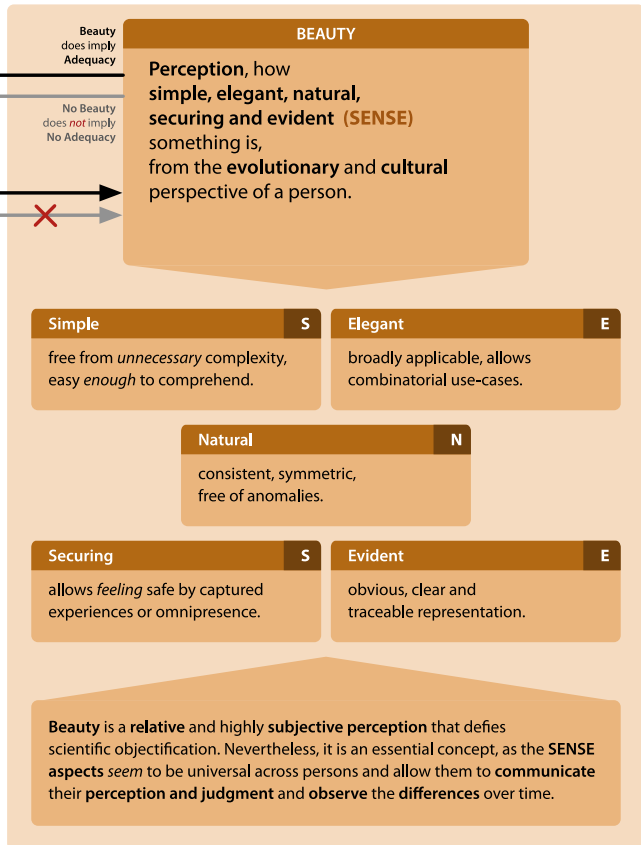 Beauty
does imply
Adequacy
No Beauty
does not imply
No Adequacy
BEAUTY
Perception, how
simple, elegant, natural,
securing and evident (SENSE)
something is,
from the evolutionary and cultural
perspective of a person.
Simple S
free from unnecessary complexity,
easy enough to comprehend.
Elegant E
broadly applicable, allows
combinatorial use-cases.
Natural N
consistent, symmetric,
free of anomalies.
Securing S
allows feeling safe by captured
experiences or omnipresence.
Evident E
obvious, clear and
traceable representation.
Beauty is a relative and highly subjective perception that defies
scientific objectification. Nevertheless, it is an essential concept, as the SENSE
aspects seem to be universal across persons and allow them to communicate
their perception and judgment and observe the differences over time.